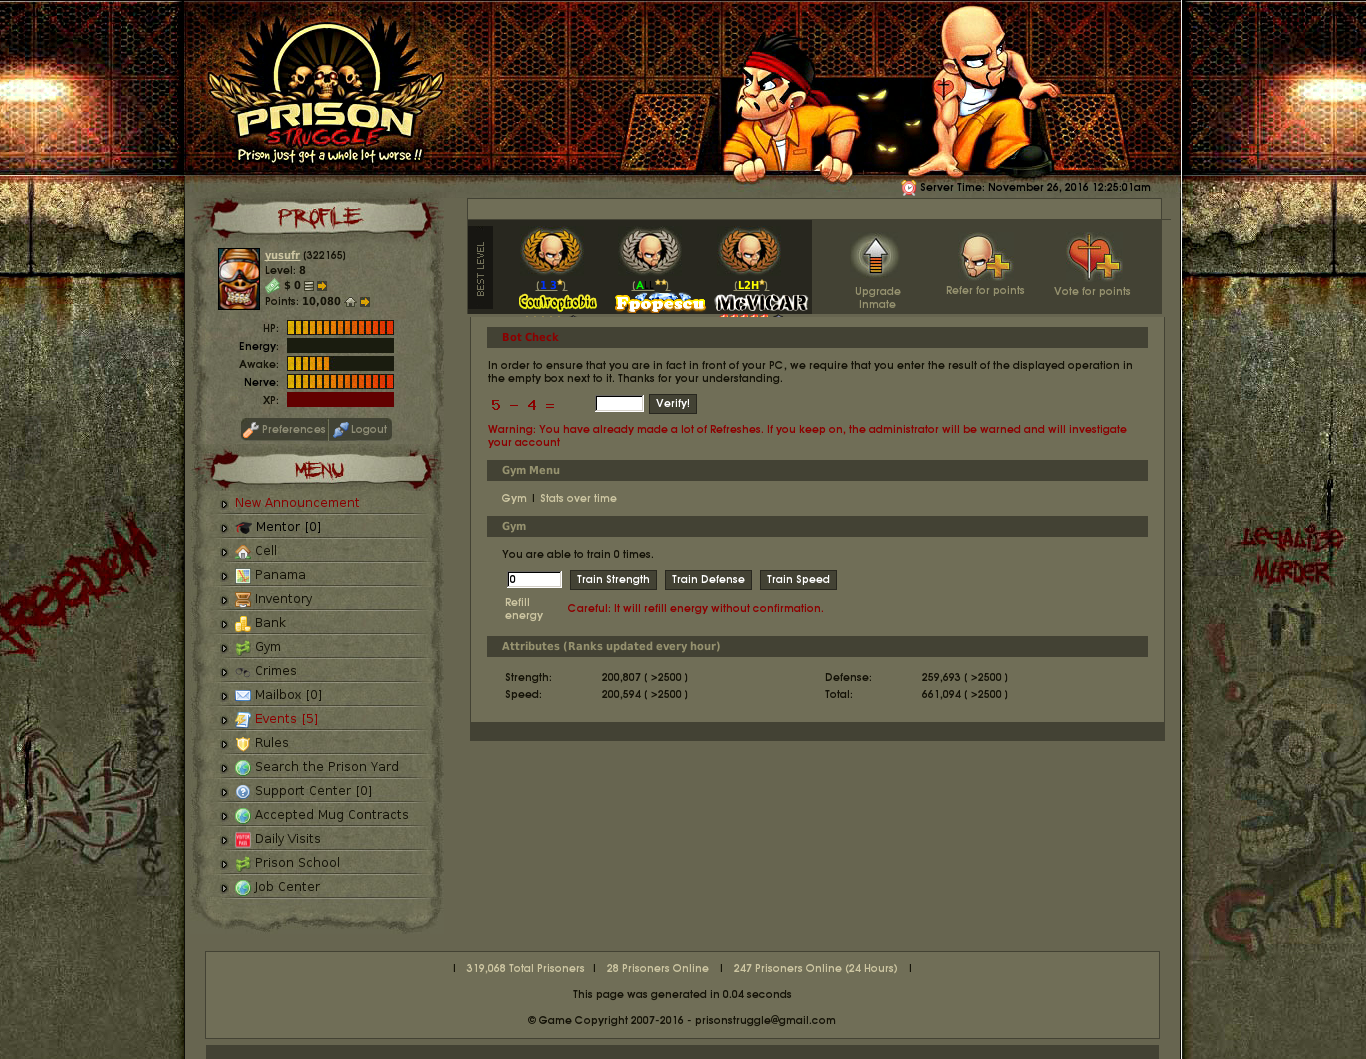 PRISON
STRUGGLE
Prison just got a whole lot worse !!
Server Time: November 26, 2016 12:25:01am
PROFILE
yusufr (322165)
Level: 8
$ 0
Points: 10,080
HP:
Energy:
Awake:
Nerve:
XP:
Preferences
Logout
MENU
New Announcement
Mentor [0]
Cell
Panama
Inventory
Bank
Gym
Crimes
Mailbox [0]
Events [5]
Rules
Search the Prison Yard
Support Center [0]
Accepted Mug Contracts
Daily Visits
Prison School
Job Center
BEST LEVEL
Contraphobia
Fpopescu
(L2H*)
McVICAR
Upgrade
Inmate
Refer for points
Vote for points
Bot Check
In order to ensure that you are in fact in front of your PC, we require that you enter the result of the displayed operation in
the empty box next to it. Thanks for your understanding.
5 - 4 =
Verify!
Warning: You have already made a lot of Refreshes. If you keep on, the administrator will be warned and will investigate
your account
Gym Menu
Gym | Stats over time
Gym
You are able to train 0 times.
0
Train Strength
Train Defense
Train Speed
Refill
energy
Careful: It will refill energy without confirmation.
Attributes (Ranks updated every hour)
Strength: 200,807 ( >2500 ) Defense: 259,693 ( >2500 )
Speed: 200,594 ( >2500 ) Total: 661,094 ( >2500 )
FREEDOM
LEGALIZE
MURDER
| 319,068 Total Prisoners | 28 Prisoners Online | 247 Prisoners Online (24 Hours) |
This page was generated in 0.04 seconds
© Game Copyright 2007-2016 - prisonstruggle@gmail.com